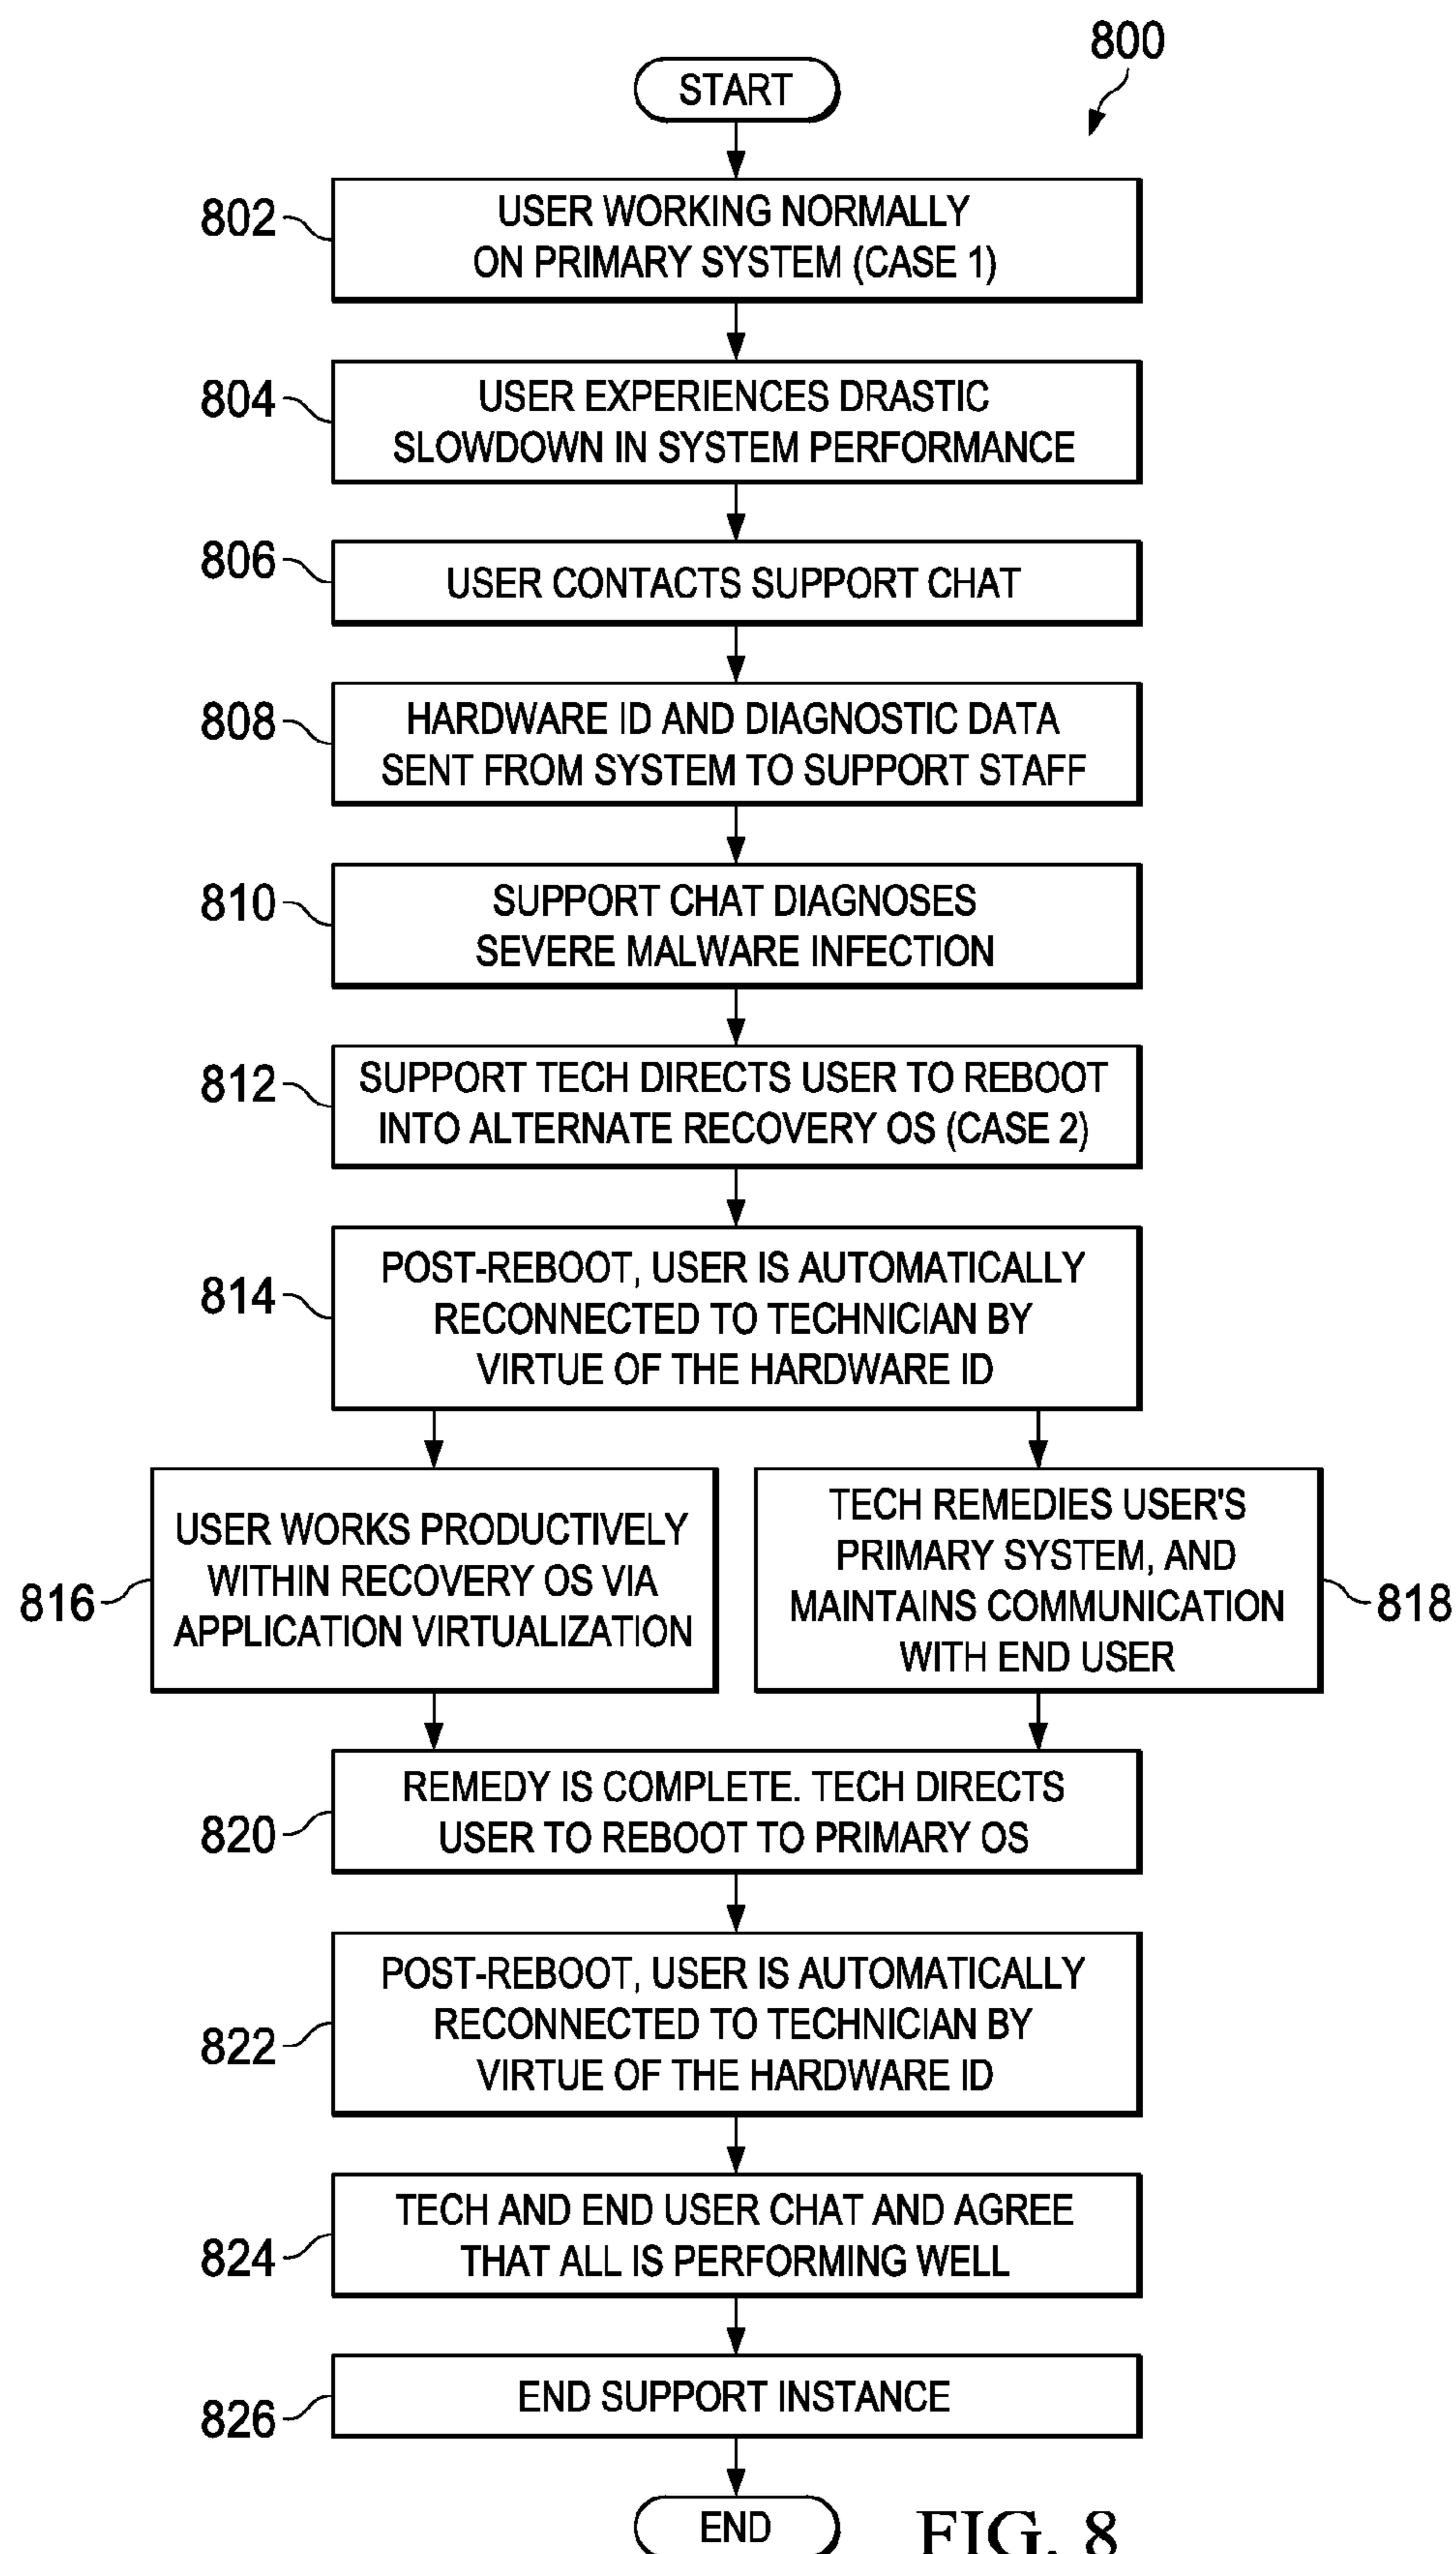 800
START
802
USER WORKING NORMALLY
ON PRIMARY SYSTEM (CASE 1)
804
USER EXPERIENCES DRASTIC
SLOWDOWN IN SYSTEM PERFORMANCE
806
USER CONTACTS SUPPORT CHAT
808
HARDWARE ID AND DIAGNOSTIC DATA
SENT FROM SYSTEM TO SUPPORT STAFF
810
SUPPORT CHAT DIAGNOSES
SEVERE MALWARE INFECTION
812
SUPPORT TECH DIRECTS USER TO REBOOT
INTO ALTERNATE RECOVERY OS (CASE 2)
814
POST-REBOOT, USER IS AUTOMATICALLY
RECONNECTED TO TECHNICIAN BY
VIRTUE OF THE HARDWARE ID
816
USER WORKS PRODUCTIVELY
WITHIN RECOVERY OS VIA
APPLICATION VIRTUALIZATION
TECH REMEDIES USER'S
PRIMARY SYSTEM, AND
MAINTAINS COMMUNICATION
WITH END USER
818
820
REMEDY IS COMPLETE. TECH DIRECTS
USER TO REBOOT TO PRIMARY OS
822
POST-REBOOT, USER IS AUTOMATICALLY
RECONNECTED TO TECHNICIAN BY
VIRTUE OF THE HARDWARE ID
824
TECH AND END USER CHAT AND AGREE
THAT ALL IS PERFORMING WELL
826
END SUPPORT INSTANCE
END
FIG. 8